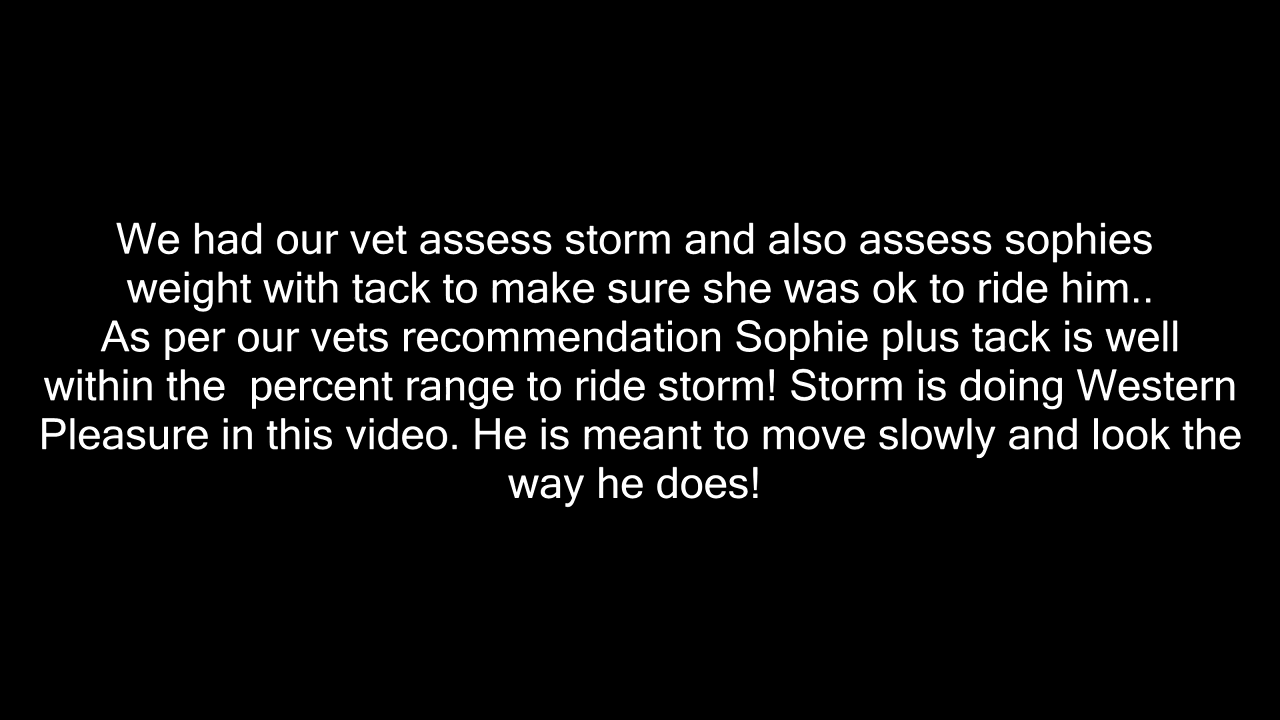 We had our vet assess storm and also assess sophies
weight with tack to make sure she was ok to ride him..
As per our vets recommendation Sophie plus tack is well
within the  percent range to ride storm! Storm is doing Western
Pleasure in this video. He is meant to move slowly and look the
way he does!